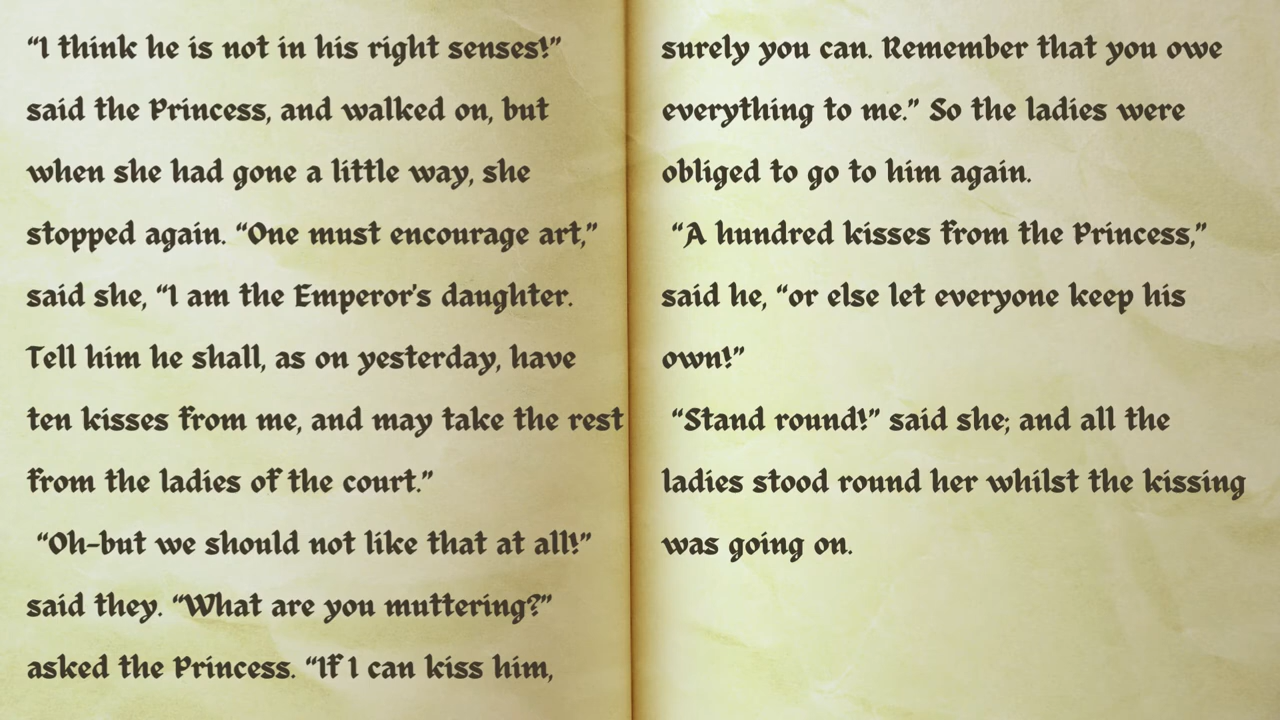 “I think he is not in his right senses!”
said the Princess, and walked on, but
when she had gone a little way, she
stopped again. “One must encourage art,”
said she, “I am the Emperor's daughter.
Tell him he shall, as on yesterday, have
ten kisses from me, and may take the rest
from the ladies of the court.”
“Oh-but we should not like that at all!”
said they. “What are you muttering?”
asked the Princess. “If I can kiss him,
surely you can. Remember that you owe
everything to me.” So the ladies were
obliged to go to him again.
“A hundred kisses from the Princess,”
said he, “or else let everyone keep his
own!”
“Stand round!” said she; and all the
ladies stood round her whilst the kissing
was going on.